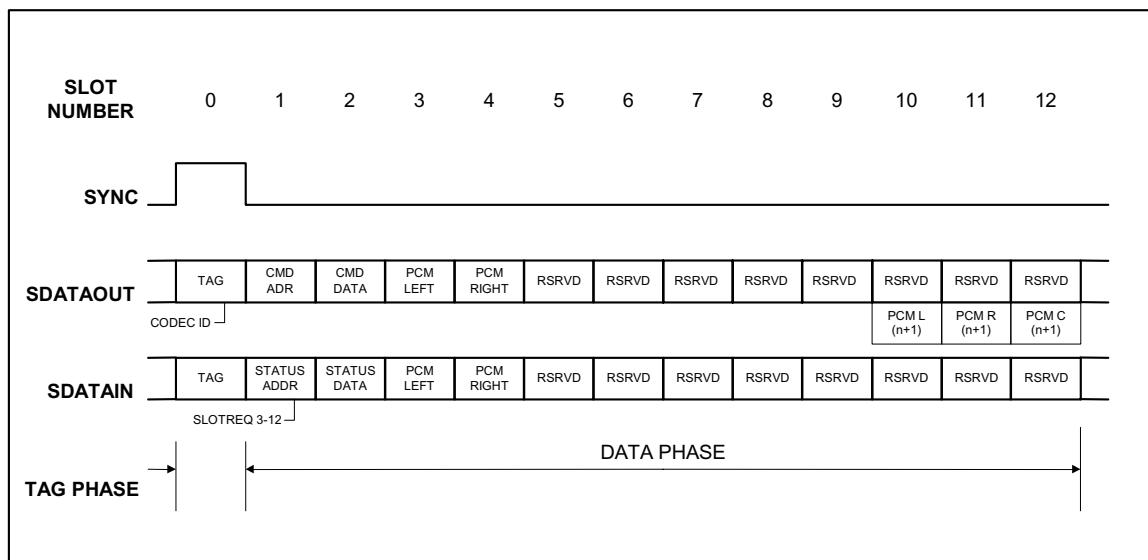 SLOT
NUMBER
0 1 2 3 4 5 6 7 8 9 10 11 12
SYNC
SDATAOUT
TAG
CMD
ADR
CMD
DATA
PCM
LEFT
PCM
RIGHT
RSRVD RSRVD RSRVD RSRVD RSRVD RSRVD RSRVD RSRVD
CODEC ID
PCM L
(n+1)
PCM R
(n+1)
PCM C
(n+1)
SDATAIN
TAG
STATUS
ADDR
STATUS
DATA
PCM
LEFT
PCM
RIGHT
RSRVD RSRVD RSRVD RSRVD RSRVD RSRVD RSRVD RSRVD
SLOTREQ 3-12
DATA PHASE
TAG PHASE